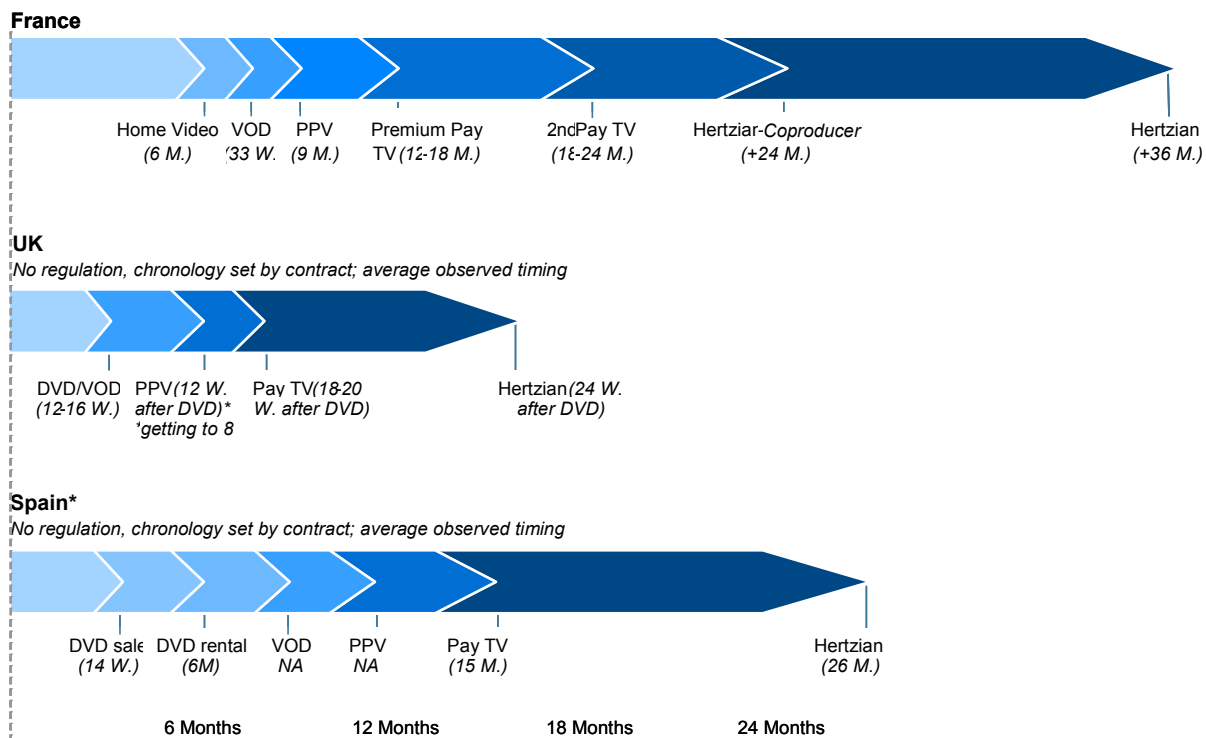 France
Home Video VOD PPV Premium Pay 2nd Pay TV Hertziar-Coproducer Hertzian
(6 M.) (33 W. (9 M.) TV (12-18 M.) (18-24 M.) (+24 M.) (+36 M.)
UK
No regulation, chronology set by contract; average observed timing
DVD/VOD PPV (12 W. Pay TV (18-20 Hertzian (24 W.
(12-16 W.) after DVD)* W. after DVD) after DVD)
*getting to 8
Spain*
No regulation, chronology set by contract; average observed timing
DVD sale DVD rental VOD PPV Pay TV Hertzian
(14 W.) (6M) NA NA (15 M.) (26 M.)
6 Months 12 Months 18 Months 24 Months